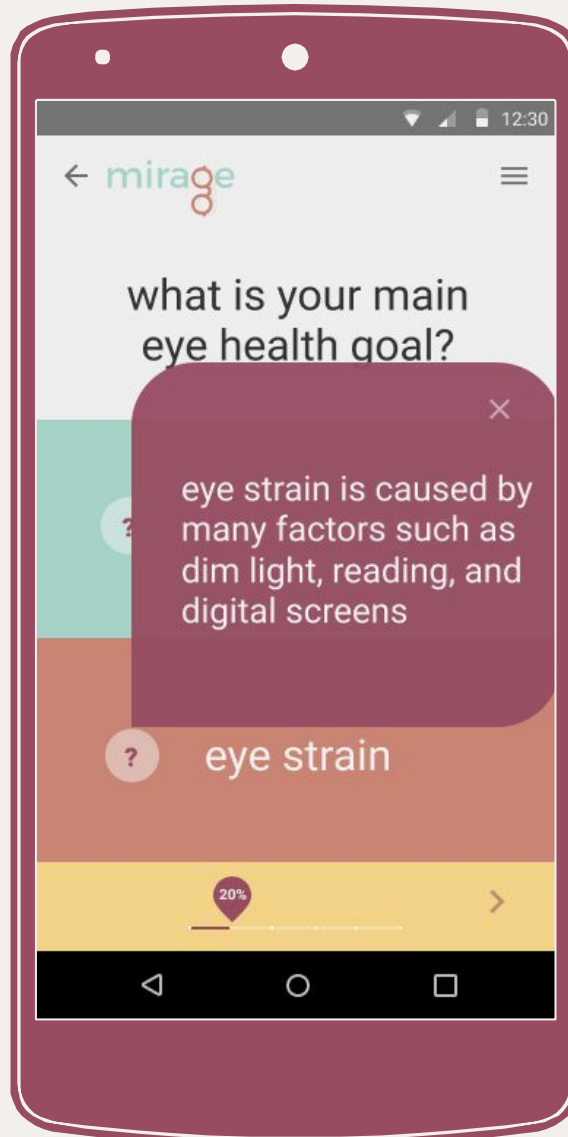 12:30
mirage
what is your main
eye health goal?
?
eye strain is caused by
many factors such as
dim light, reading, and
digital screens
? eye strain
20%